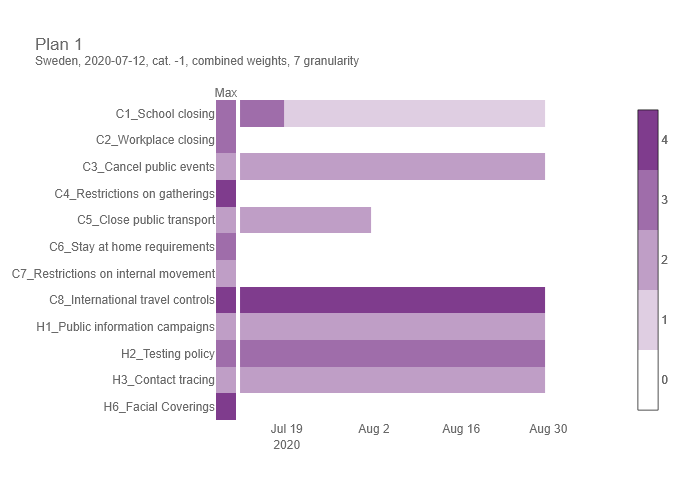 Plan 1
Sweden, 2020-07-12, cat. -1, combined weights, 7 granularity
Max
C1_School closing
C2_Workplace closing
C3_Cancel public events
C4_Restrictions on gatherings
C5_Close public transport
C6_Stay at home requirements
C7_Restrictions on internal movement
C8_International travel controls
H1_Public information campaigns
H2_Testing policy
H3_Contact tracing
H6_Facial Coverings
Jul 19 Aug 2 Aug 16 Aug 30
2020
4
3
2
1
0